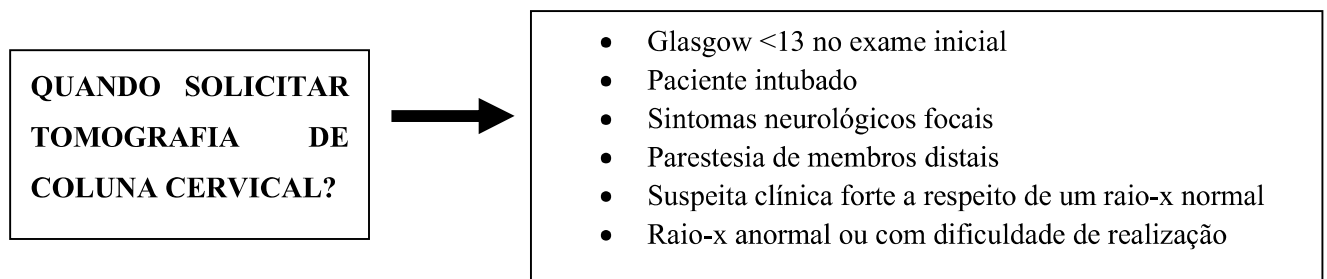 QUANDO SOLICITAR
TOMOGRAFIA DE
COLUNA CERVICAL?
• Glasgow <13 no exame inicial
• Paciente intubado
• Sintomas neurológicos focais
• Parestesia de membros distais
• Suspeita clínica forte a respeito de um raio-x normal
• Raio-x anormal ou com dificuldade de realização